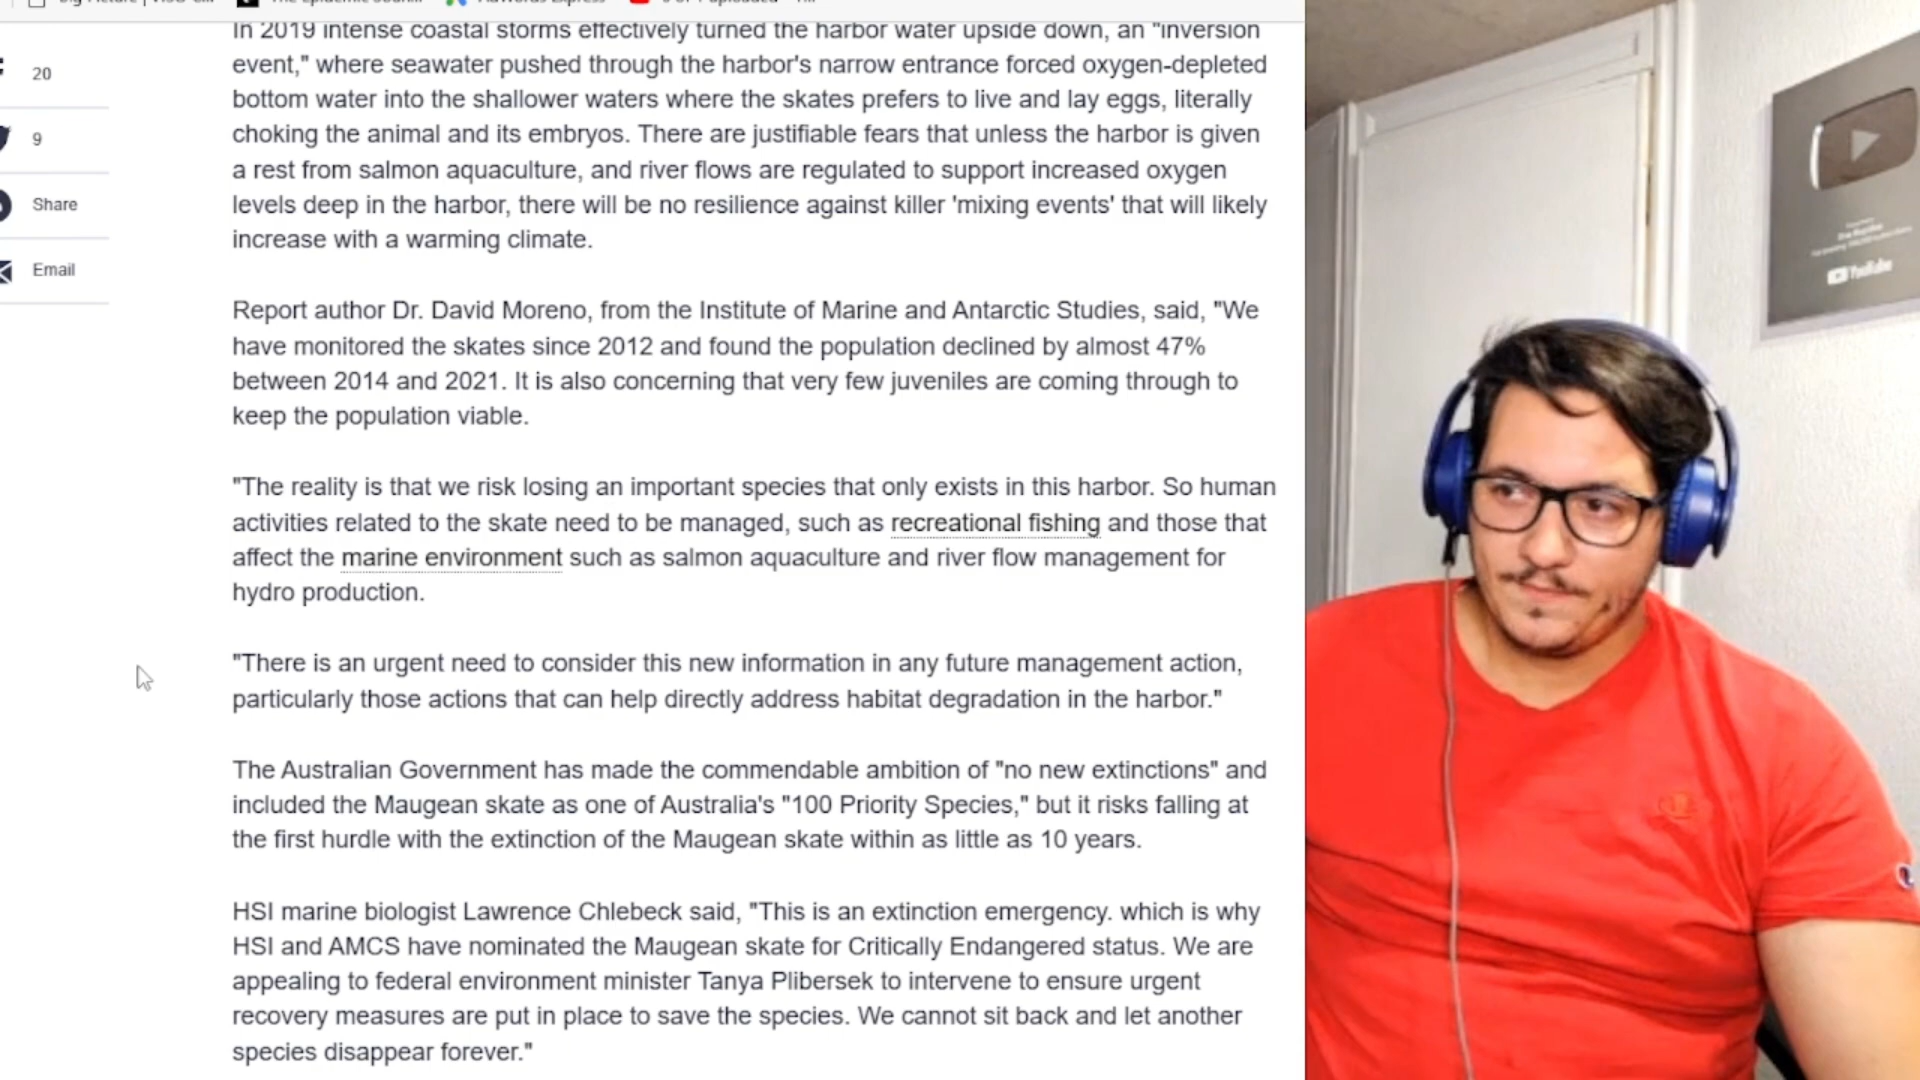 20
9
Share
Email
In 2019 intense coastal storms effectively turned the harbor water upside down, an "inversion
event," where seawater pushed through the harbor's narrow entrance forced oxygen-depleted
bottom water into the shallower waters where the skates prefers to live and lay eggs, literally
choking the animal and its embryos. There are justifiable fears that unless the harbor is given
a rest from salmon aquaculture, and river flows are regulated to support increased oxygen
levels deep in the harbor, there will be no resilience against killer 'mixing events' that will likely
increase with a warming climate.
Report author Dr. David Moreno, from the Institute of Marine and Antarctic Studies, said, "We
have monitored the skates since 2012 and found the population declined by almost 47%
between 2014 and 2021. It is also concerning that very few juveniles are coming through to
keep the population viable.
"The reality is that we risk losing an important species that only exists in this harbor. So human
activities related to the skate need to be managed, such as recreational fishing and those that
affect the marine environment such as salmon aquaculture and river flow management for
hydro production.
"There is an urgent need to consider this new information in any future management action,
particularly those actions that can help directly address habitat degradation in the harbor."
The Australian Government has made the commendable ambition of "no new extinctions" and
included the Maugean skate as one of Australia's "100 Priority Species," but it risks falling at
the first hurdle with the extinction of the Maugean skate within as little as 10 years.
HSI marine biologist Lawrence Chlebeck said, "This is an extinction emergency. which is why
HSI and AMCS have nominated the Maugean skate for Critically Endangered status. We are
appealing to federal environment minister Tanya Plibersek to intervene to ensure urgent
recovery measures are put in place to save the species. We cannot sit back and let another
species disappear forever."
YouTube